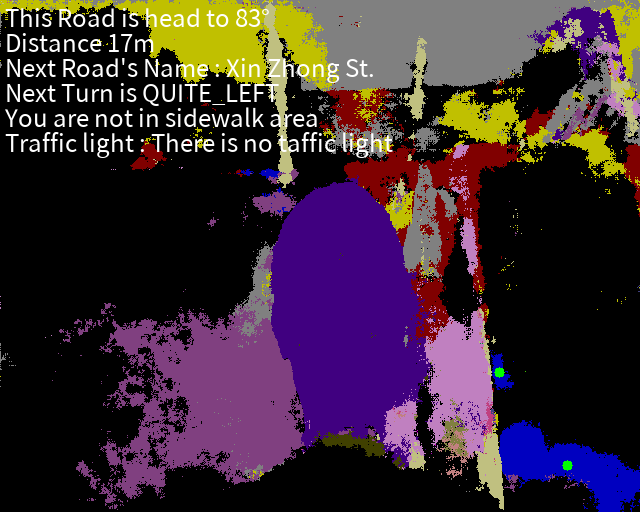 This Road is head to 83°
Distance 17m
Next Road's Name : Xin Zhong St.
Next Turn is QUITE_LEFT
You are not in sidewalk area
Traffic light : There is no taffic light